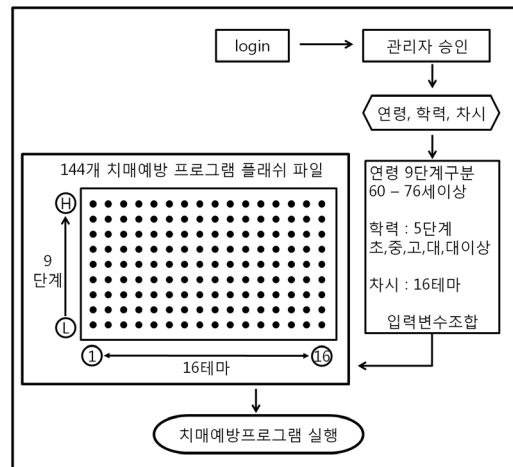 login
관리자 승인
연령, 학력, 차시
144개 치매예방 프로그램 플래쉬 파일
H
9
단계
L
1
16
16테마
연령 9단계구분
60 – 76세이상
학력 : 5단계
초,중,고,대,대이상
차시 : 16테마
입력변수조합
치매예방프로그램 실행